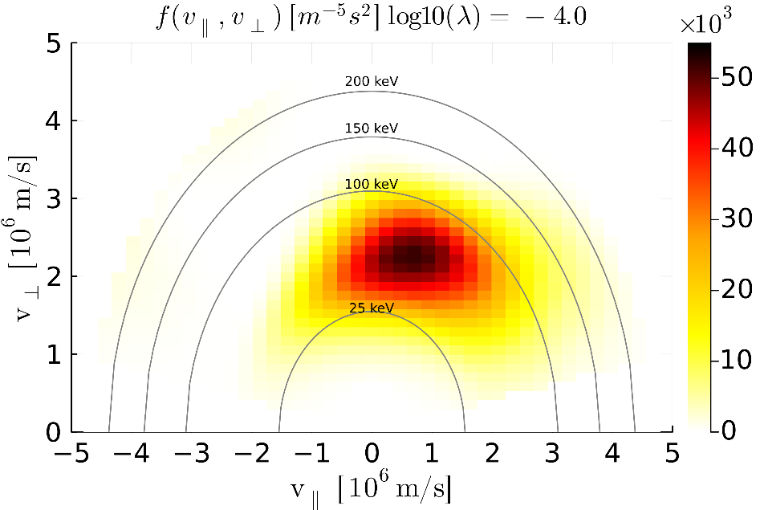 f(v∥, v⊥) [m⁻⁵s²] log10(λ) = −4.0
×10³
5
4
3
2
1
0
v⊥ [10⁶ m/s]
200 keV
150 keV
100 keV
25 keV
50
40
30
20
10
0
−5 −4 −3 −2 −1 0 1 2 3 4 5
v∥ [10⁶ m/s]